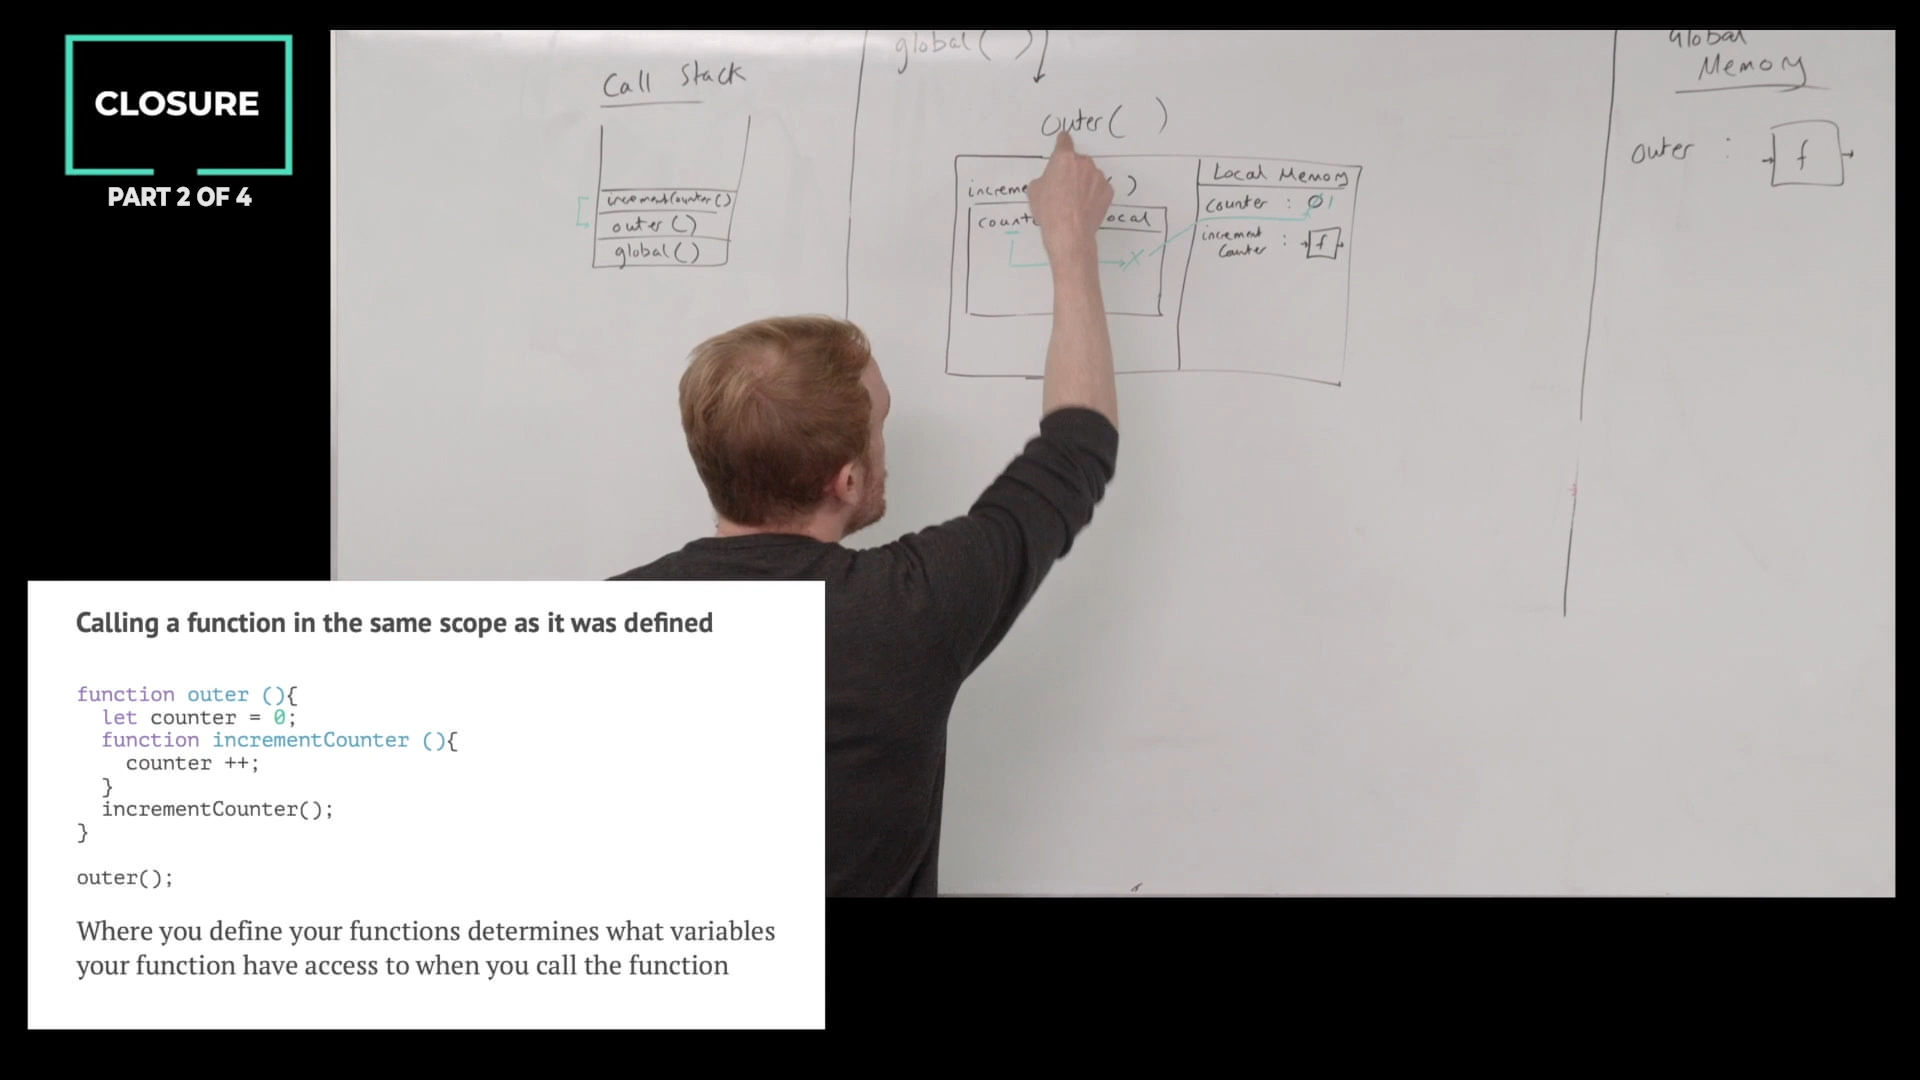 CLOSURE
PART 2 OF 4
Call Stack
incrementCounter()
outer()
global()
global( )
outer( )
increme ( )
count ocal
Local Memory
counter : 0 1
increment : f
Counter
Global
Memory
outer : f
Calling a function in the same scope as it was defined
function outer (){
let counter = 0;
function incrementCounter (){
counter ++;
}
incrementCounter();
}
outer();
Where you define your functions determines what variables
your function have access to when you call the function